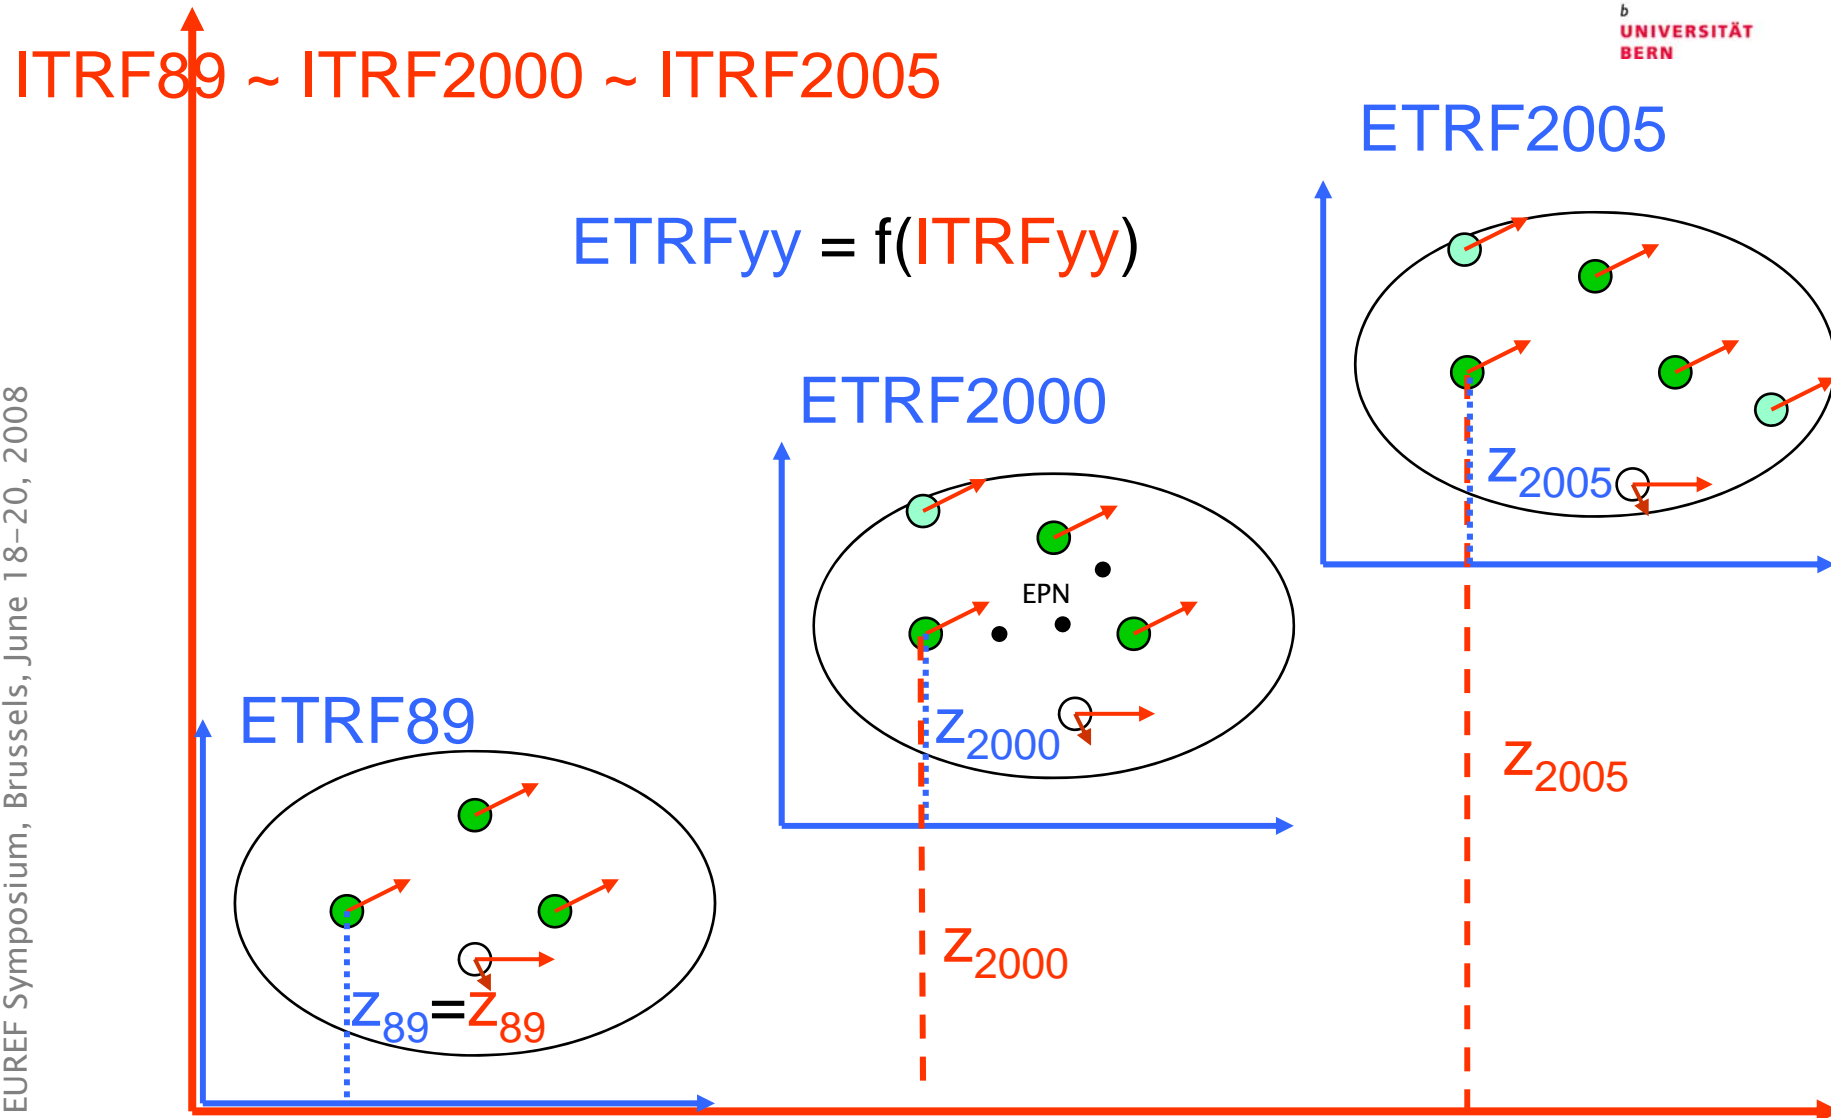 b
UNIVERSITÄT
BERN
ITRF89 ~ ITRF2000 ~ ITRF2005
ETRF2005
ETRFyy = f(ITRFyy)
ETRF2000
z2005
EPN
ETRF89
z2000
z2005
z2000
z89=z89
EUREF Symposium, Brussels, June 18-20, 2008